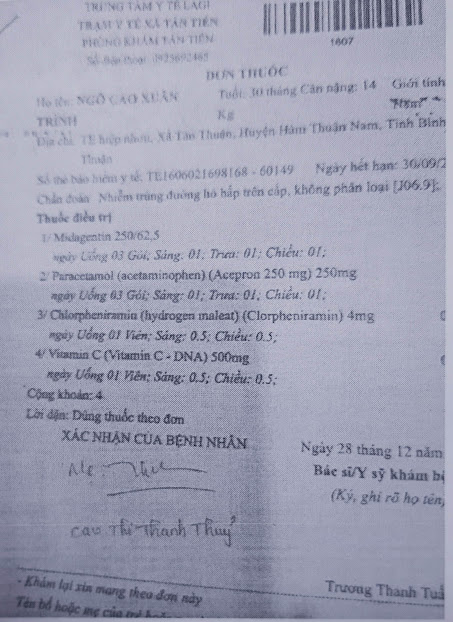 TRUNG TÂM Y TẾ LAGI
TRẠM Y TẾ XÃ TÂN TIẾN
PHÒNG KHÁM TÂN TIẾN
Số điện thoại: 0925692465
1607
ĐƠN THUỐC
Họ tên: NGÔ CAO XUÂN TRÌNH Tuổi: 30 tháng Cân nặng: 14 Kg Giới tính
Địa chỉ: TE hiệp nhơn, Xã Tân Thuận, Huyện Hàm Thuận Nam, Tỉnh Bình
Thuận
Số thẻ bảo hiểm y tế: TE1606021698168 - 60149 Ngày hết hạn: 30/09/2
Chẩn đoán: Nhiễm trùng đường hô hấp trên cấp, không phân loại [J06.9];
Thuốc điều trị
1/ Midagentin 250/62,5
ngày Uống 03 Gói, Sáng: 01; Trưa: 01; Chiều: 01;
2/ Paracetamol (acetaminophen) (Acepron 250 mg) 250mg
ngày Uống 03 Gói; Sáng: 01; Trưa: 01; Chiều: 01;
3/ Chlorpheniramin (hydrogen maleat) (Clorpheniramin) 4mg
ngày Uống 01 Viên; Sáng: 0.5; Chiều: 0.5;
4/ Vitamin C (Vitamin C - DNA) 500mg
ngày Uống 01 Viên; Sáng: 0.5; Chiều: 0.5;
Cộng khoản: 4
Lời dặn: Dùng thuốc theo đơn
XÁC NHẬN CỦA BỆNH NHÂN
Ngày 28 tháng 12 năm
Bác sĩ/Y sỹ khám bệ
(Ký, ghi rõ họ tên,
Mẹ
Cao Thị Thanh Thuỷ
Trương Thanh Tuấ
- Khám lại xin mang theo đơn này
Tên bố hoặc mẹ của trẻ hoặc